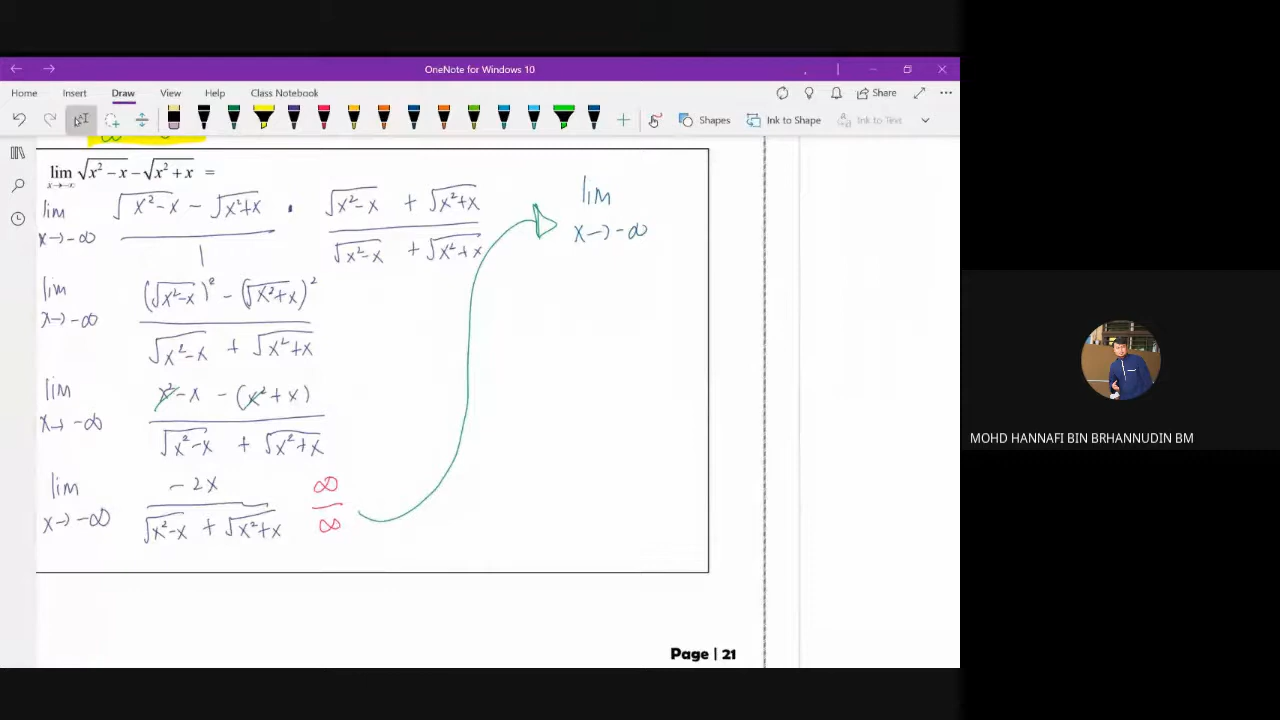 OneNote for Windows 10
Home Insert Draw View Help Class Notebook Share
Shapes Ink to Shape Ink to Text
lim x→-∞ √(x² - x) - √(x² + x) =
lim x→-∞ (√(x²-x) - √(x²+x)) / 1 · (√(x²-x) + √(x²+x)) / (√(x²-x) + √(x²+x))
lim x→-∞ ((√(x²-x))² - (√(x²+x))²) / (√(x²-x) + √(x²+x))
lim x→-∞ (x²-x - (x²+x)) / (√(x²-x) + √(x²+x))
lim x→-∞ -2x / (√(x²-x) + √(x²+x)) ∞/∞
lim x→-∞
Page | 21
MOHD HANNAFI BIN BRHANNUDIN BM